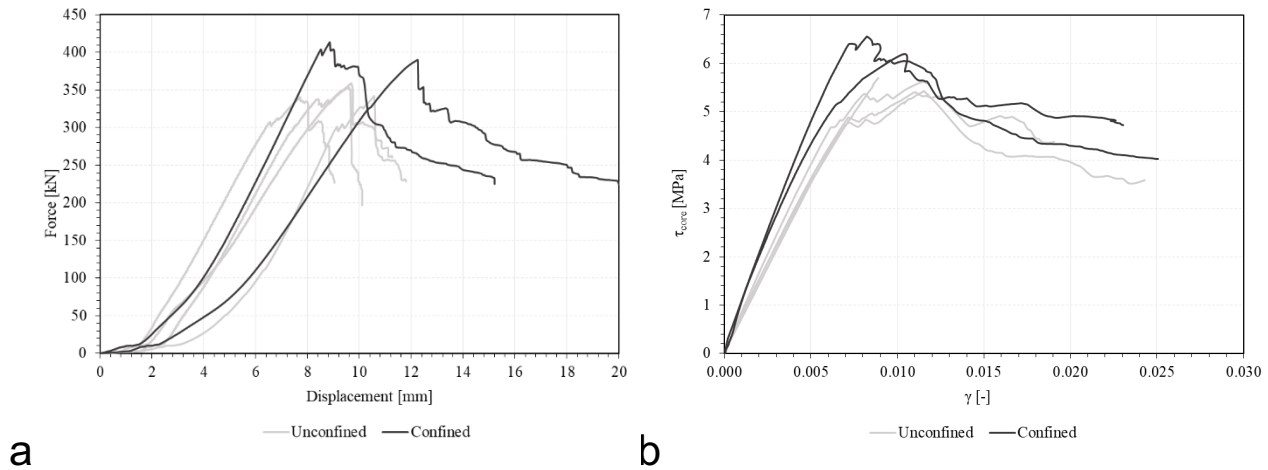 450
400
350
300
250
200
150
100
50
0
Force [kN]
0 2 4 6 8 10 12 14 16 18 20
Displacement [mm]
Unconfined Confined
a
7
6
5
4
3
2
1
0
τcore [MPa]
0.000 0.005 0.010 0.015 0.020 0.025 0.030
γ [-]
Unconfined Confined
b